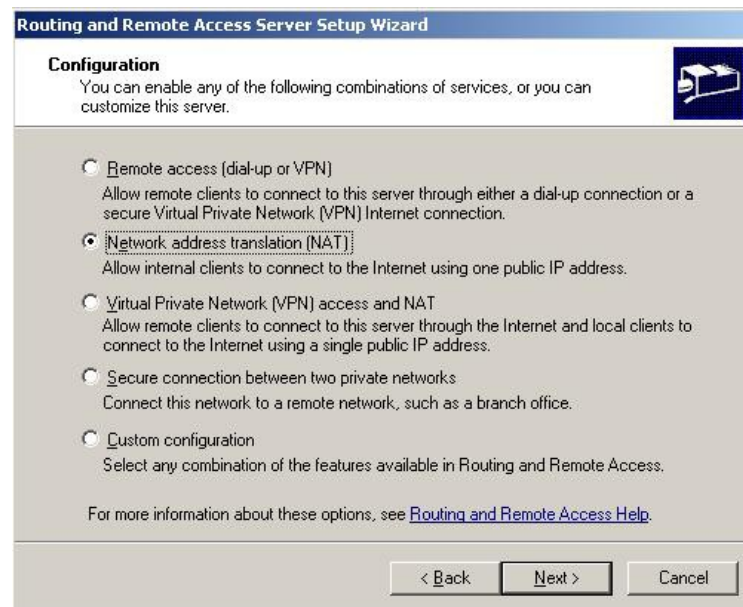 Routing and Remote Access Server Setup Wizard
Configuration
You can enable any of the following combinations of services, or you can
customize this server.
Remote access (dial-up or VPN)
Allow remote clients to connect to this server through either a dial-up connection or a
secure Virtual Private Network (VPN) Internet connection.
Network address translation (NAT)
Allow internal clients to connect to the Internet using one public IP address.
Virtual Private Network (VPN) access and NAT
Allow remote clients to connect to this server through the Internet and local clients to
connect to the Internet using a single public IP address.
Secure connection between two private networks
Connect this network to a remote network, such as a branch office.
Custom configuration
Select any combination of the features available in Routing and Remote Access.
For more information about these options, see Routing and Remote Access Help.
< Back Next > Cancel